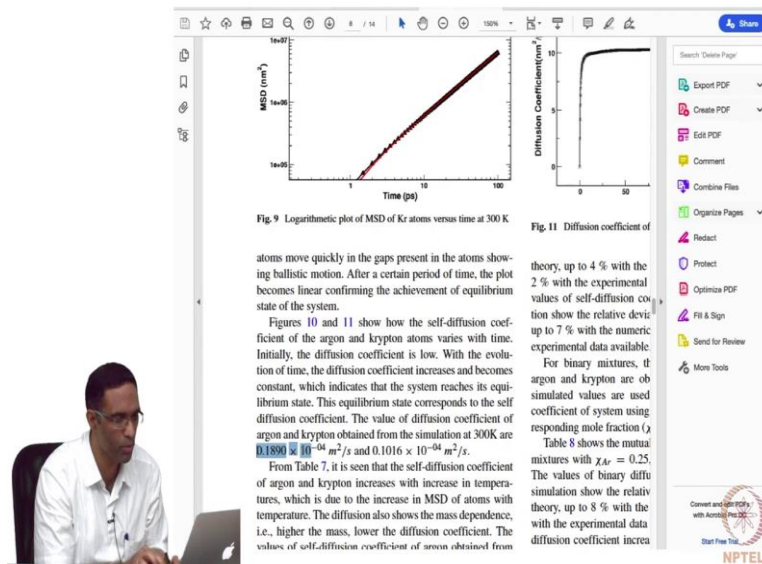 8 / 14
150%
Share
MSD (nm²)
1e+07
1e+06
1e+05
1
10
100
Time (ps)
Fig. 9 Logarithmetic plot of MSD of Kr atoms versus time at 300 K
atoms move quickly in the gaps present in the atoms show-
ing ballistic motion. After a certain period of time, the plot
becomes linear confirming the achievement of equilibrium
state of the system.
Figures 10 and 11 show how the self-diffusion coef-
ficient of the argon and krypton atoms varies with time.
Initially, the diffusion coefficient is low. With the evolu-
tion of time, the diffusion coefficient increases and becomes
constant, which indicates that the system reaches its equi-
librium state. This equilibrium state corresponds to the self
diffusion coefficient. The value of diffusion coefficient of
argon and krypton obtained from the simulation at 300K are
0.1890 × 10⁻⁰⁴ m²/s and 0.1016 × 10⁻⁰⁴ m²/s.
From Table 7, it is seen that the self-diffusion coefficient
of argon and krypton increases with increase in tempera-
tures, which is due to the increase in MSD of atoms with
temperature. The diffusion also shows the mass dependence,
i.e., higher the mass, lower the diffusion coefficient. The
values of self-diffusion coefficient of argon obtained from
Diffusion Coefficient(nm²/
10
5
0
0
50
Fig. 11 Diffusion coefficient of
theory, up to 4 % with the
2 % with the experimental
values of self-diffusion coe
tion show the relative devia
up to 7 % with the numeric
experimental data available.
For binary mixtures, th
argon and krypton are ob
simulated values are used
coefficient of system using
responding mole fraction (χ
Table 8 shows the mutual
mixtures with χAr = 0.25,
The values of binary diffu
simulation show the relativ
theory, up to 8 % with the
with the experimental data
diffusion coefficient increa
Search 'Delete Page'
Export PDF
Create PDF
Edit PDF
Comment
Combine Files
Organize Pages
Redact
Protect
Optimize PDF
Fill & Sign
Send for Review
More Tools
Convert and edit PDFs
with Acrobat Pro DC
Start Free Trial
NPTEL